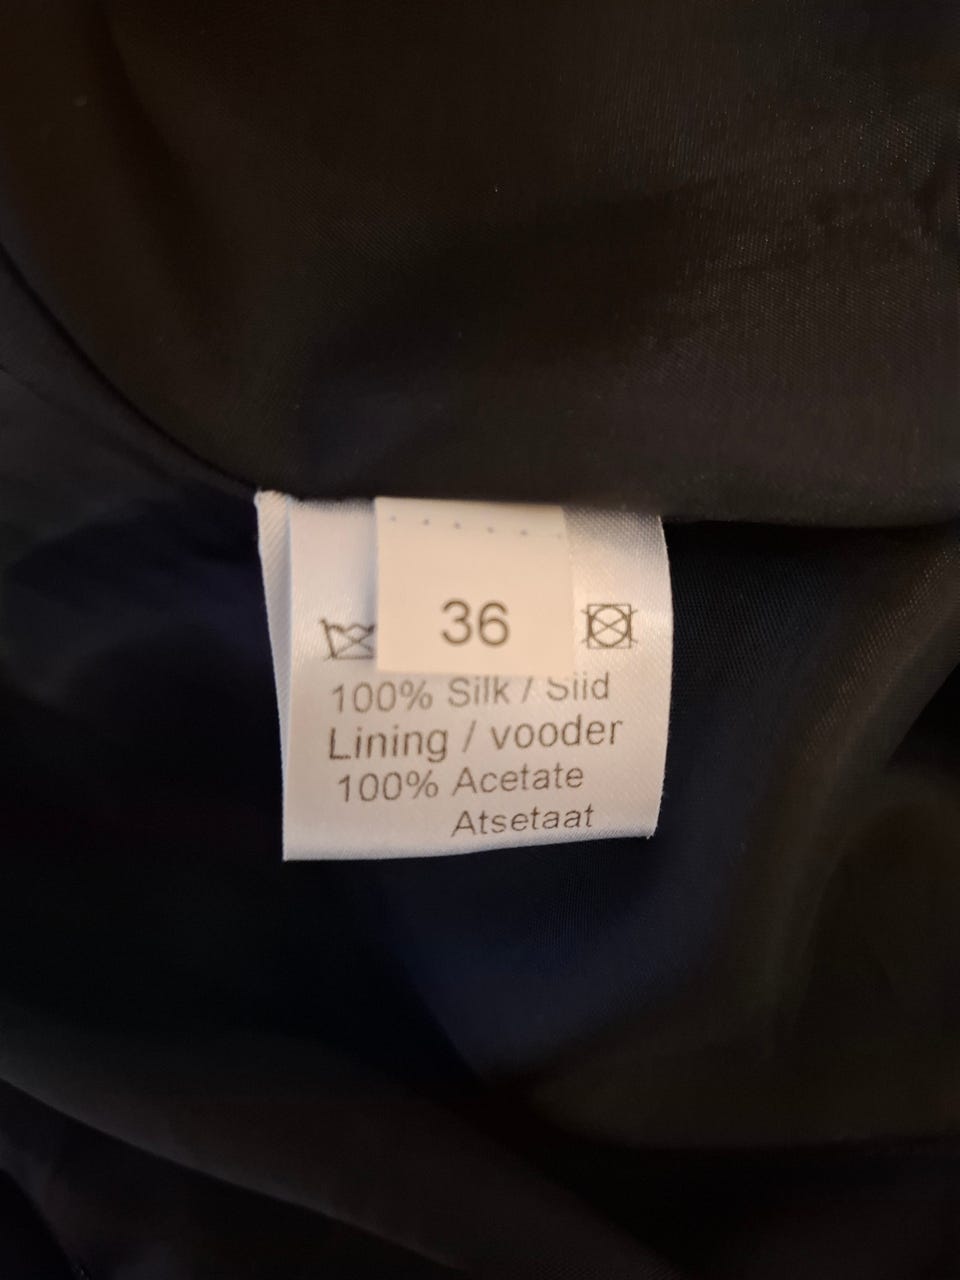 36
100% Silk / Siid
Lining / vooder
100% Acetate
Atsetaat